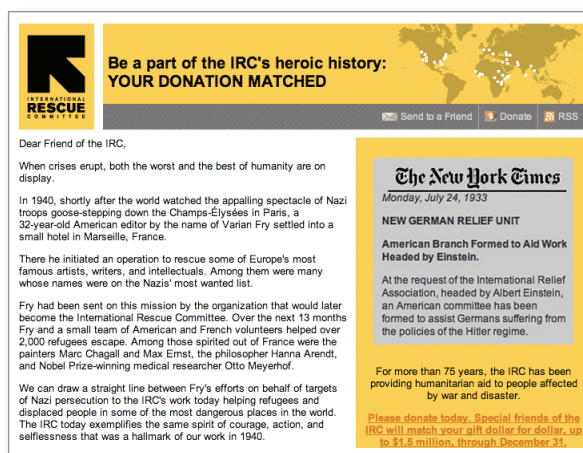 INTERNATIONAL
RESCUE
COMMITTEE
Be a part of the IRC's heroic history:
YOUR DONATION MATCHED
Send to a Friend
Donate
RSS
Dear Friend of the IRC,
When crises erupt, both the worst and the best of humanity are on
display.
In 1940, shortly after the world watched the appalling spectacle of Nazi
troops goose-stepping down the Champs-Élysées in Paris, a
32-year-old American editor by the name of Varian Fry settled into a
small hotel in Marseille, France.
There he initiated an operation to rescue some of Europe's most
famous artists, writers, and intellectuals. Among them were many
whose names were on the Nazis' most wanted list.
Fry had been sent on this mission by the organization that would later
become the International Rescue Committee. Over the next 13 months
Fry and a small team of American and French volunteers helped over
2,000 refugees escape. Among those spirited out of France were the
painters Marc Chagall and Max Ernst, the philosopher Hanna Arendt,
and Nobel Prize-winning medical researcher Otto Meyerhof.
We can draw a straight line between Fry's efforts on behalf of targets
of Nazi persecution to the IRC's work today helping refugees and
displaced people in some of the most dangerous places in the world.
The IRC today exemplifies the same spirit of courage, action, and
selflessness that was a hallmark of our work in 1940.
The New York Times
Monday, July 24, 1933
NEW GERMAN RELIEF UNIT
American Branch Formed to Aid Work
Headed by Einstein.
At the request of the International Relief
Association, headed by Albert Einstein,
an American committee has been
formed to assist Germans suffering from
the policies of the Hitler regime.
For more than 75 years, the IRC has been
providing humanitarian aid to people affected
by war and disaster.
Please donate today. Special friends of the
IRC will match your gift dollar for dollar, up
to $1.5 million, through December 31.